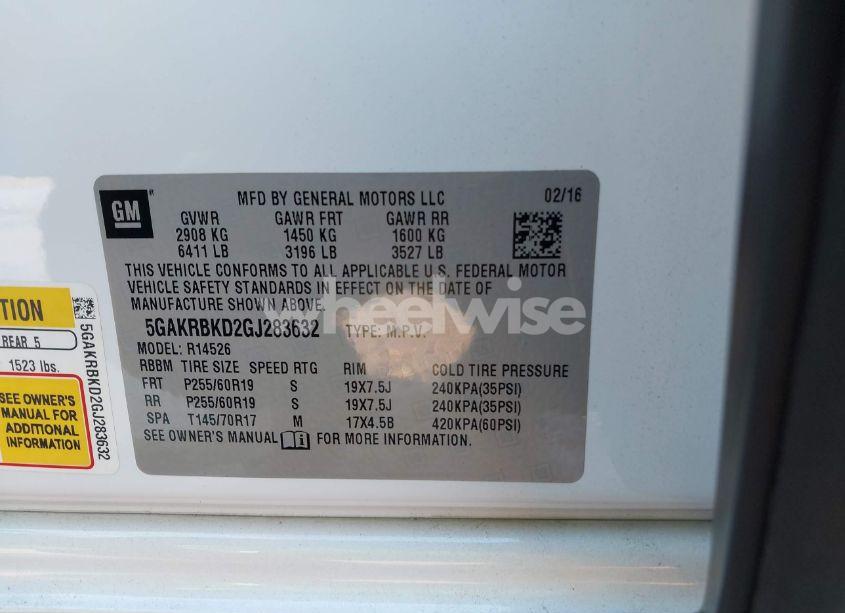 GM
MFD BY GENERAL MOTORS LLC 02/16
GVWR GAWR FRT GAWR RR
2908 KG 1450 KG 1600 KG
6411 LB 3196 LB 3527 LB
THIS VEHICLE CONFORMS TO ALL APPLICABLE U.S. FEDERAL MOTOR
VEHICLE SAFETY STANDARDS IN EFFECT ON THE DATE OF
MANUFACTURE SHOWN ABOVE.
5GAKRBKD2GJ283632 TYPE: M.P.V.
MODEL: R14526
RBBM TIRE SIZE SPEED RTG RIM COLD TIRE PRESSURE
FRT P255/60R19 S 19X7.5J 240KPA(35PSI)
RR P255/60R19 S 19X7.5J 240KPA(35PSI)
SPA T145/70R17 M 17X4.5B 420KPA(60PSI)
SEE OWNER'S MANUAL FOR MORE INFORMATION.
wheelwise
REAR 5
1523 lbs.
SEE OWNER'S
MANUAL FOR
ADDITIONAL
INFORMATION
5GAKRBKD2GJ283632